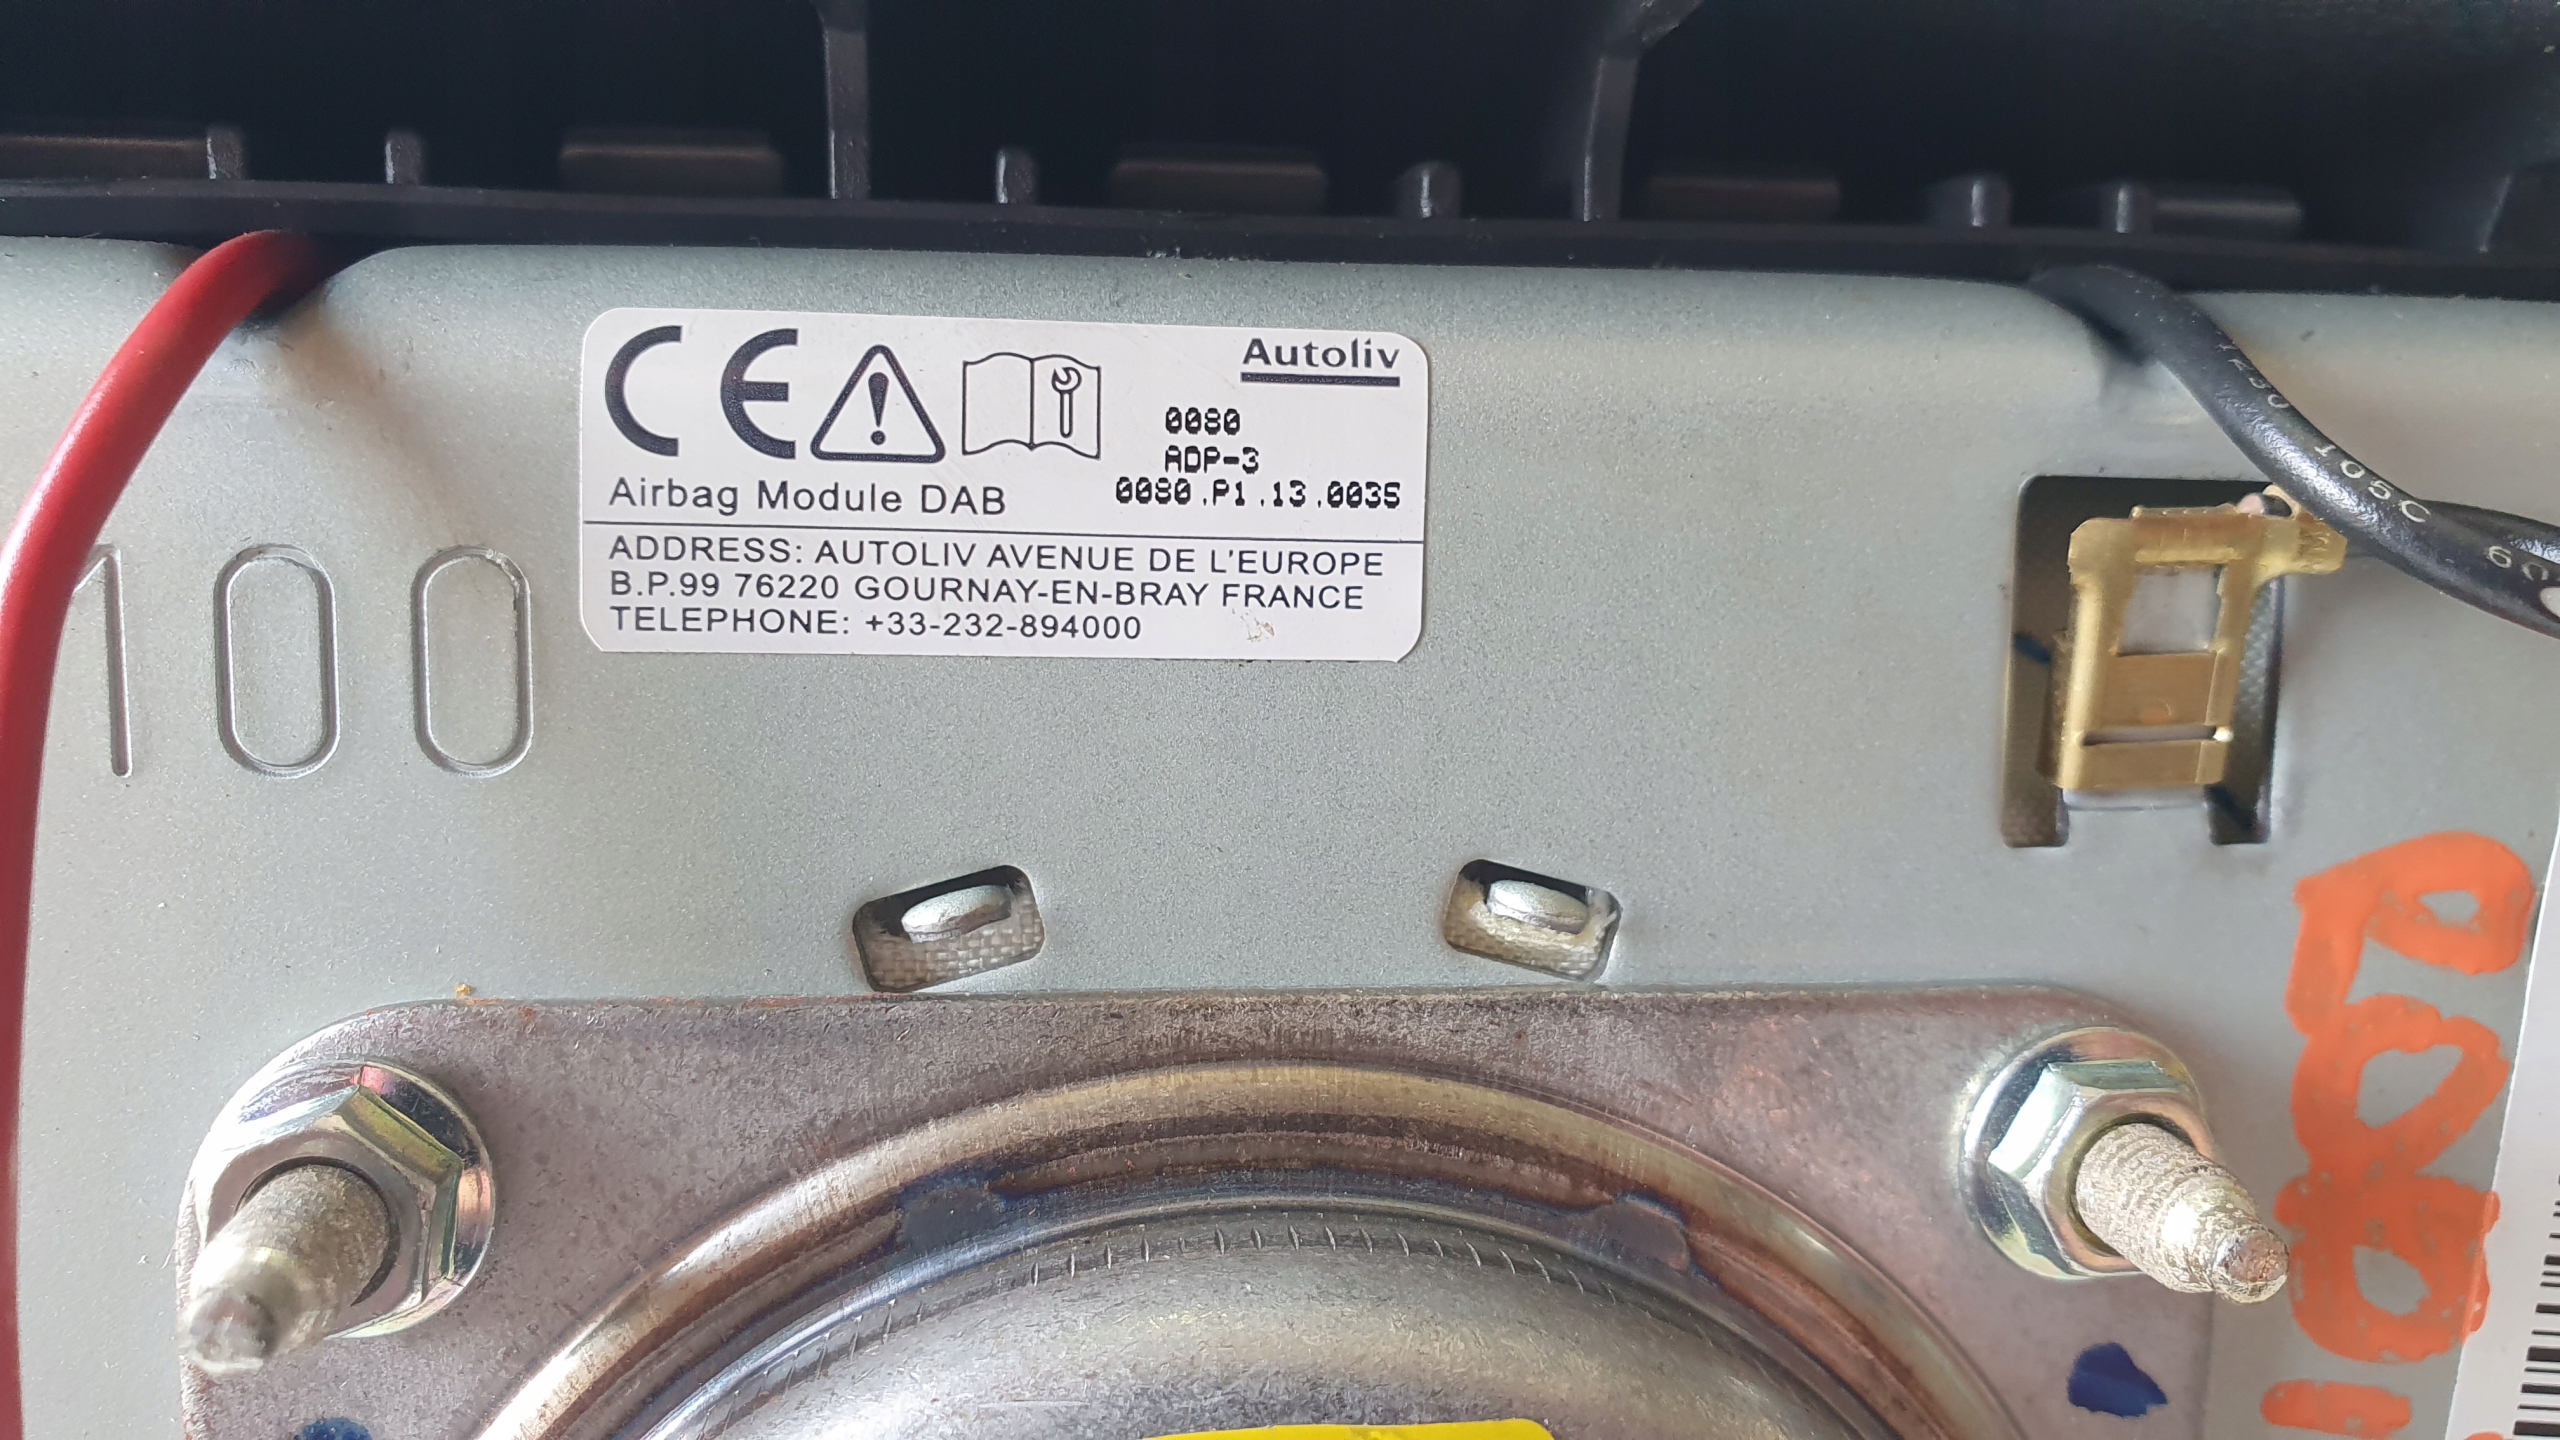 CE
Autoliv
0080
ADP-3
Airbag Module DAB 0080.P1.13.0035
ADDRESS: AUTOLIV AVENUE DE L'EUROPE
B.P.99 76220 GOURNAY-EN-BRAY FRANCE
TELEPHONE: +33-232-894000
100
105C